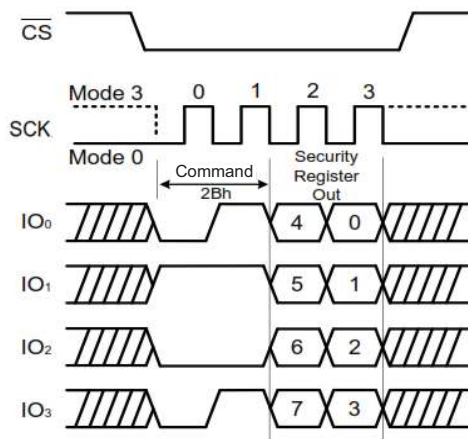 CS
Mode 3 0 1 2 3
SCK
Mode 0
Command
2Bh
Security
Register
Out
IO0 4 0
IO1 5 1
IO2 6 2
IO3 7 3